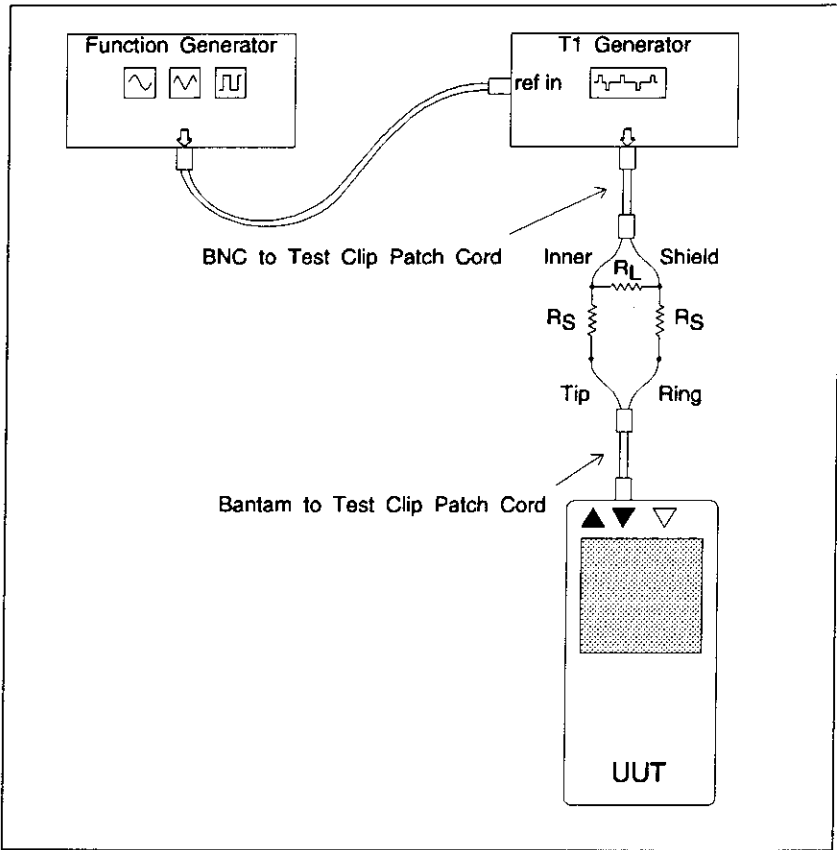 Function Generator
T1 Generator
ref in
BNC to Test Clip Patch Cord
Inner
Shield
RL
RS
RS
Tip
Ring
Bantam to Test Clip Patch Cord
UUT